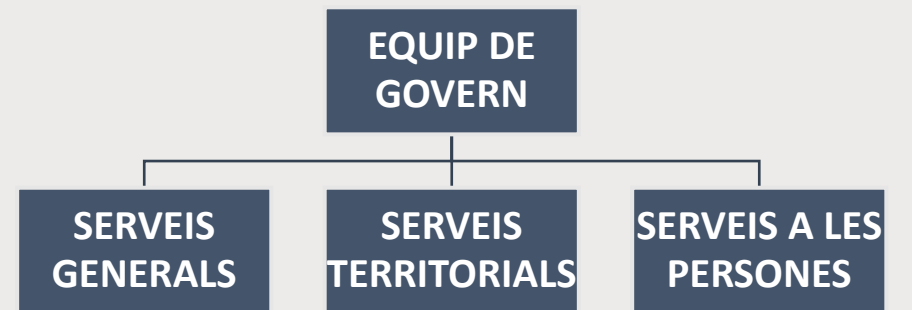 EQUIP DE
GOVERN
SERVEIS
GENERALS
SERVEIS
TERRITORIALS
SERVEIS A LES
PERSONES